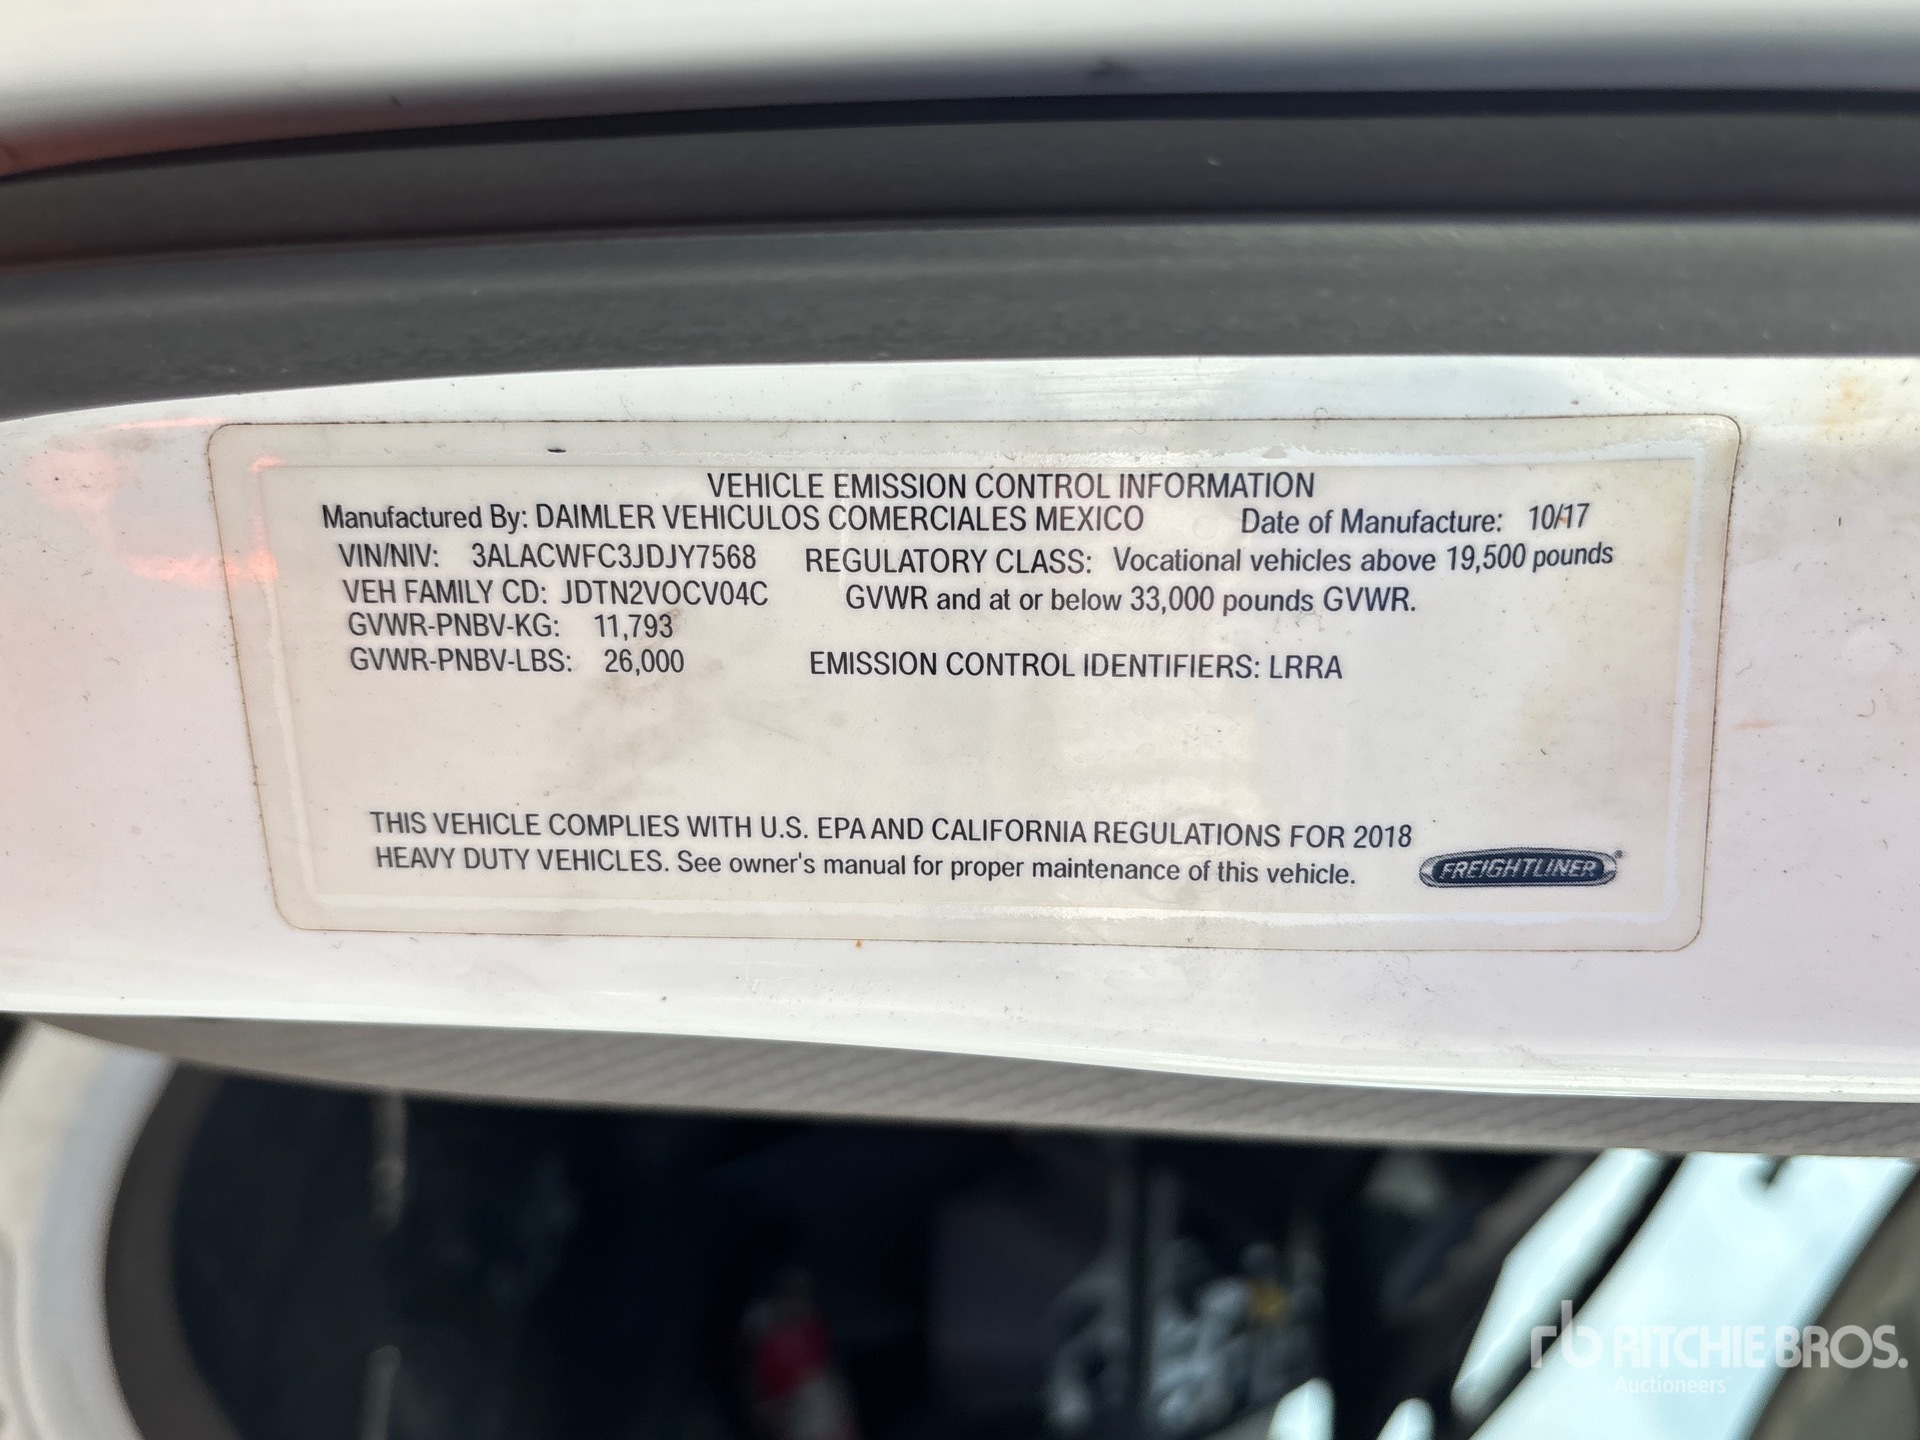 VEHICLE EMISSION CONTROL INFORMATION
Manufactured By: DAIMLER VEHICULOS COMERCIALES MEXICO Date of Manufacture: 10/17
VIN/NIV: 3ALACWFC3JDJY7568 REGULATORY CLASS: Vocational vehicles above 19,500 pounds
VEH FAMILY CD: JDTN2VOCV04C GVWR and at or below 33,000 pounds GVWR.
GVWR-PNBV-KG: 11,793
GVWR-PNBV-LBS: 26,000 EMISSION CONTROL IDENTIFIERS: LRRA
THIS VEHICLE COMPLIES WITH U.S. EPA AND CALIFORNIA REGULATIONS FOR 2018
HEAVY DUTY VEHICLES. See owner's manual for proper maintenance of this vehicle.
FREIGHTLINER
rb RITCHIE BROS.
Auctioneers